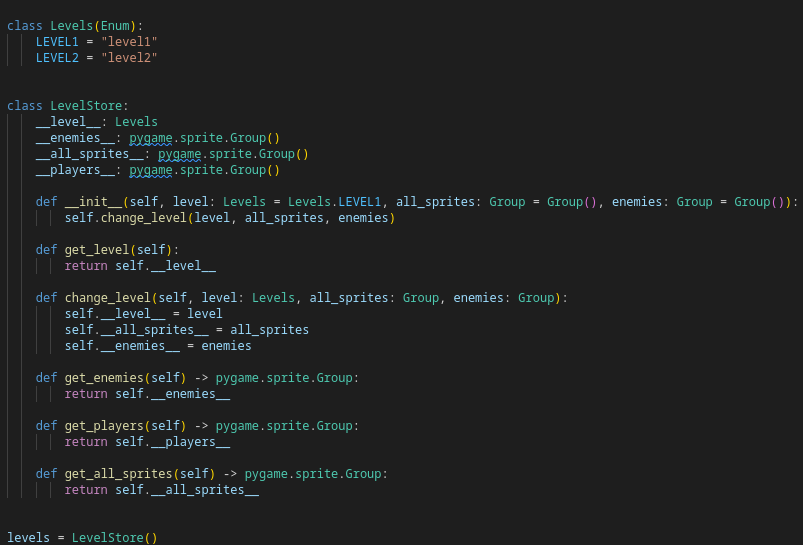 class Levels(Enum):
    LEVEL1 = "level1"
    LEVEL2 = "level2"
class LevelStore:
    __level__: Levels
    __enemies__: pygame.sprite.Group()
    __all_sprites__: pygame.sprite.Group()
    __players__: pygame.sprite.Group()
    def __init__(self, level: Levels = Levels.LEVEL1, all_sprites: Group = Group(), enemies: Group = Group()):
        self.change_level(level, all_sprites, enemies)
    def get_level(self):
        return self.__level__
    def change_level(self, level: Levels, all_sprites: Group, enemies: Group):
        self.__level__ = level
        self.__all_sprites__ = all_sprites
        self.__enemies__ = enemies
    def get_enemies(self) -> pygame.sprite.Group:
        return self.__enemies__
    def get_players(self) -> pygame.sprite.Group:
        return self.__players__
    def get_all_sprites(self) -> pygame.sprite.Group:
        return self.__all_sprites__
levels = LevelStore()